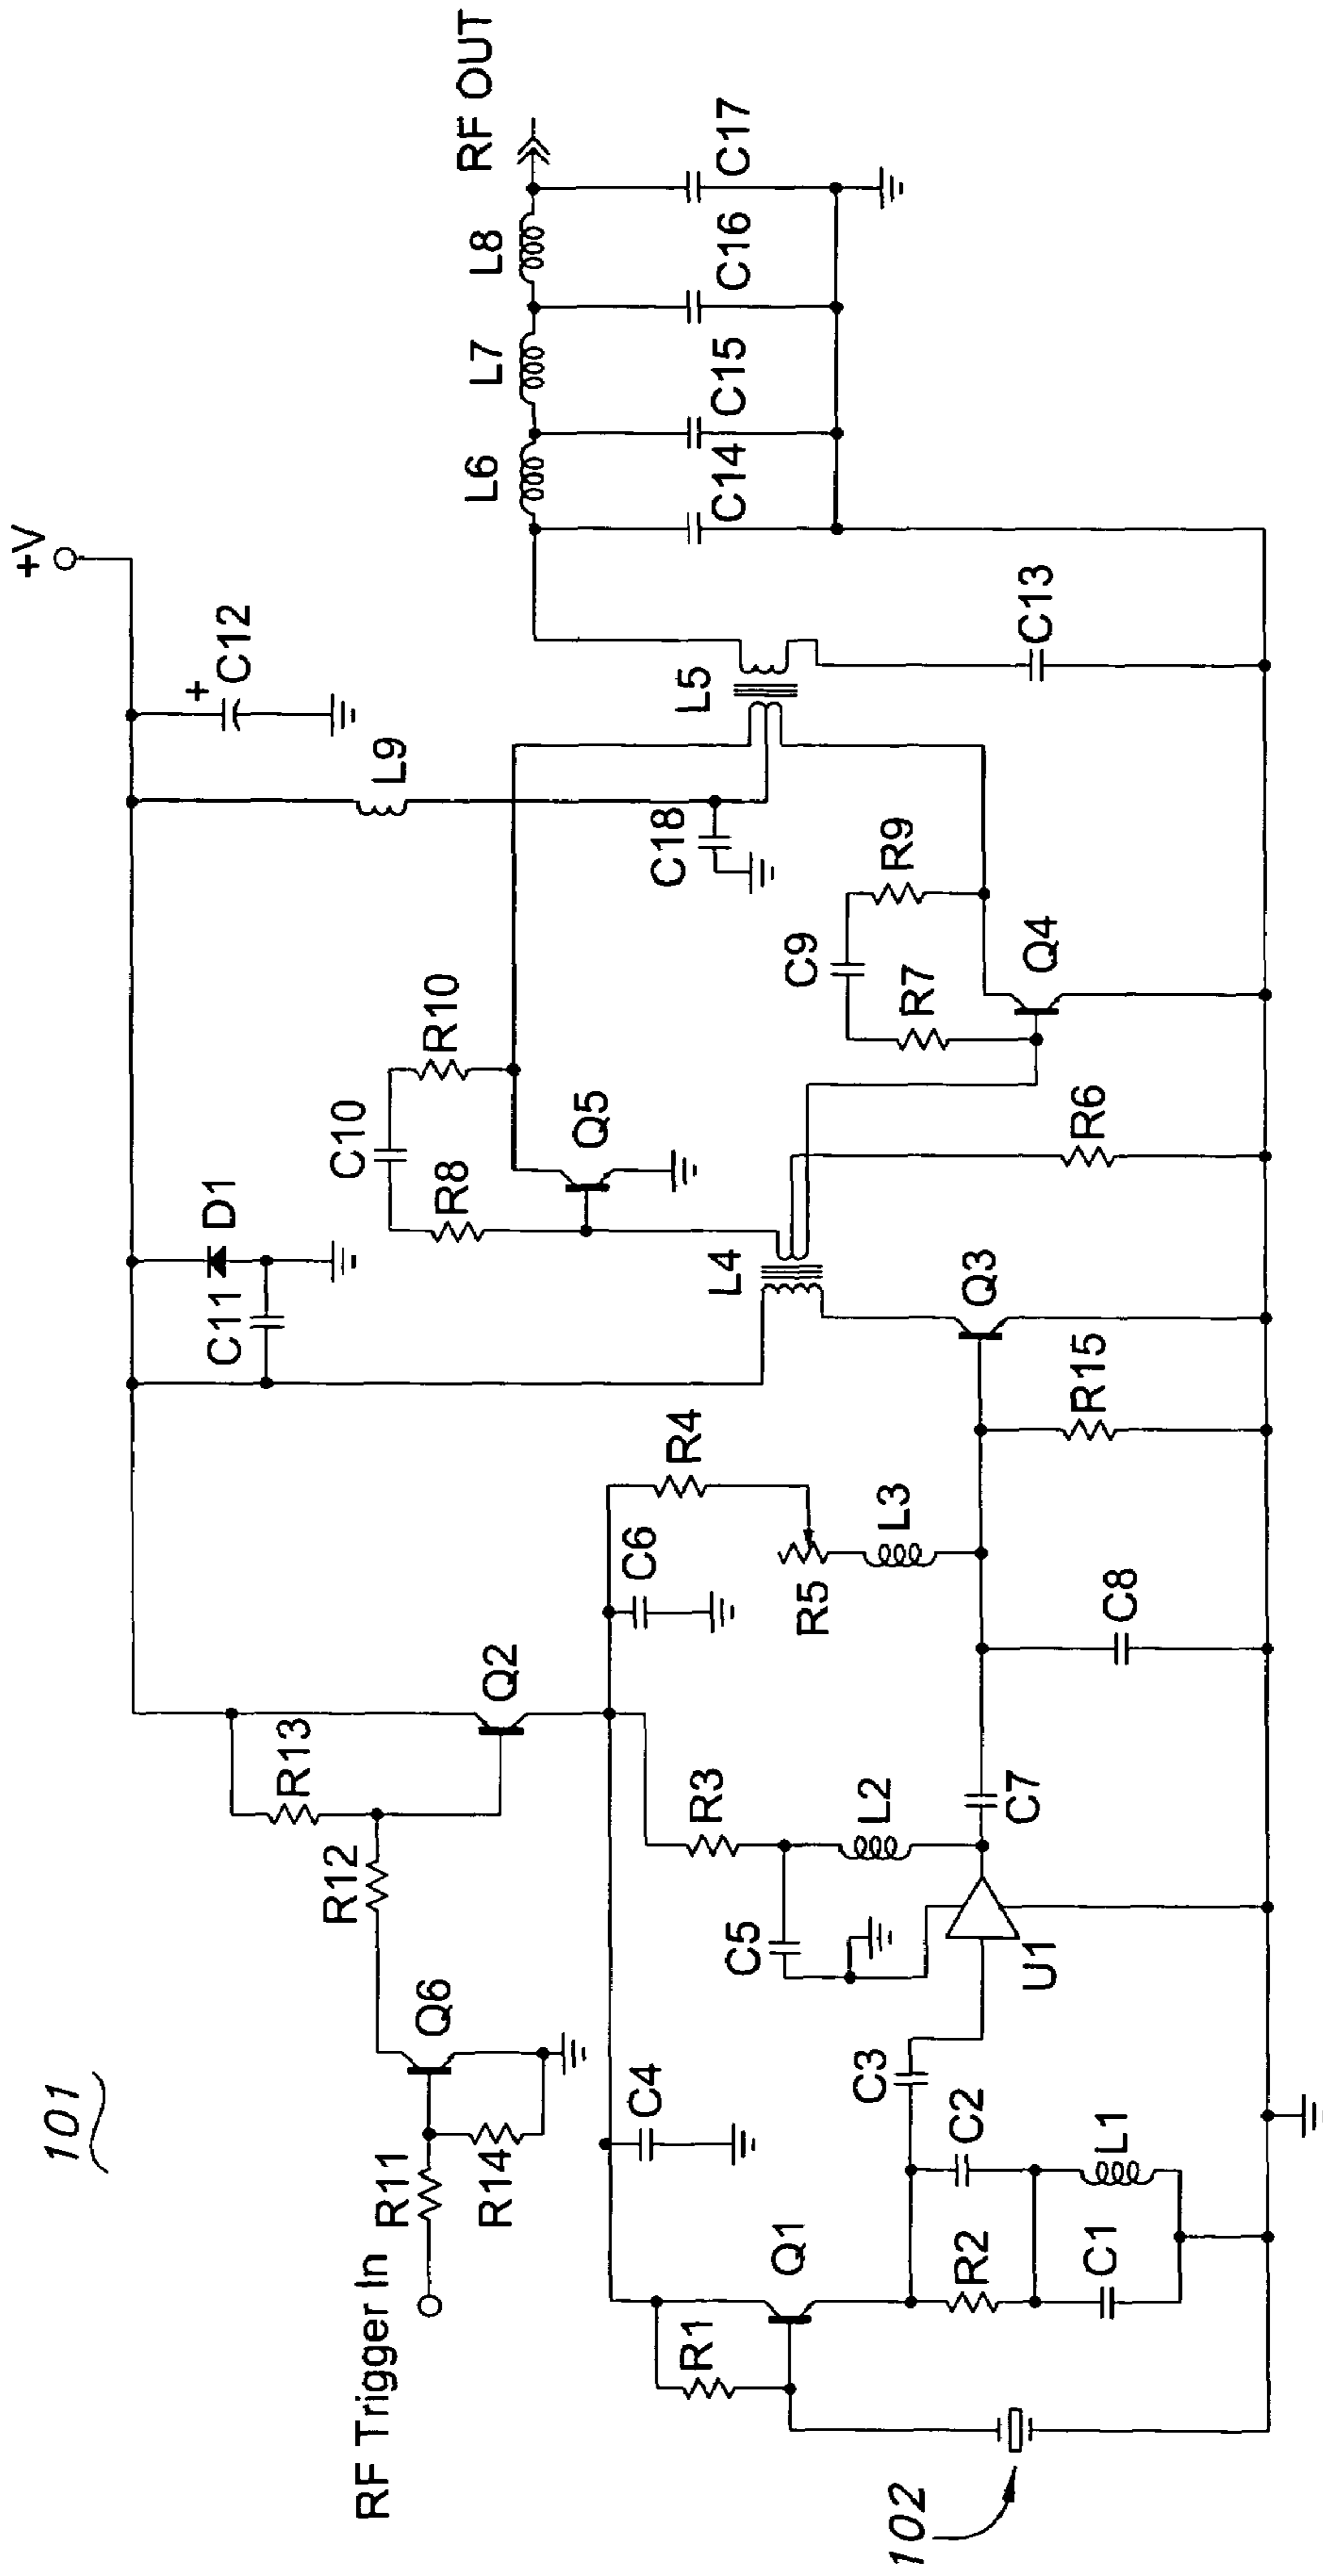 101
+V
RF Trigger In
R11
R14
Q6
R12
R13
Q2
C11
D1
C12
+
L9
C10
R8
R10
Q5
L4
C18
L5
L6
L7
L8
RF OUT
C14
C15
C16
C17
C13
C4
C6
R4
R5
L3
R3
L2
C5
U1
C7
C8
R15
Q3
R6
C9
R7
R9
Q4
R1
Q1
C3
C2
R2
C1
L1
102